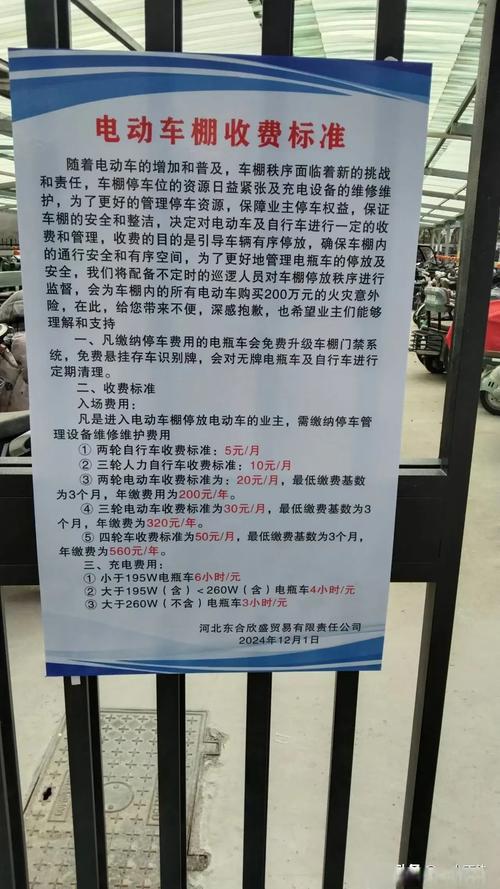 电动车棚收费标准
随着电动车的增加和普及，车棚秩序面临着新的挑战
和责任，车棚停车位的资源日益紧张及充电设备的维修维
护，为了更好的管理停车资源，保障业主停车权益，保证
车棚的安全和整洁，决定对电动车及自行车进行一定的收
费和管理，收费的目的是引导车辆有序停放，确保车棚内
的通行安全和有序空间，为了更好地管理电瓶车的停放及
安全，我们将配备不定时的巡逻人员对车棚停放秩序进行
监督，会为车棚内的所有电动车购买200万元的火灾意外
险，在此，给您带来不便，深感抱歉，也希望业主们能够
理解和支持
一、凡缴纳停车费用的电瓶车会免费升级车棚门禁系
统，免费悬挂存车识别牌，会对无牌电瓶车及自行车进行
定期清理。
二、收费标准
入场费用：
凡是进入电动车棚停放电动车的业主，需缴纳停车管
理设备维修维护费用
① 两轮自行车收费标准：5元/月
② 三轮人力自行车收费标准：10元/月
③ 两轮电动车收费标准为：20元/月，最低缴费基数
为3个月，年缴费用为200元/年。
④ 三轮电动车收费标准为30元/月，最低缴费基数为3
个月，年缴费为320元/年。
⑤ 四轮车收费标准为50元/月，最低缴费基数为3个月，
年缴费为560元/年。
三、充电费用：
① 小于195W电瓶车6小时/元
② 大于195W（含）＜260W（含）电瓶车4小时/元
③ 大于260W（不含）电瓶车3小时/元
河北东合欣盛贸易有限责任公司
2024年12月1日